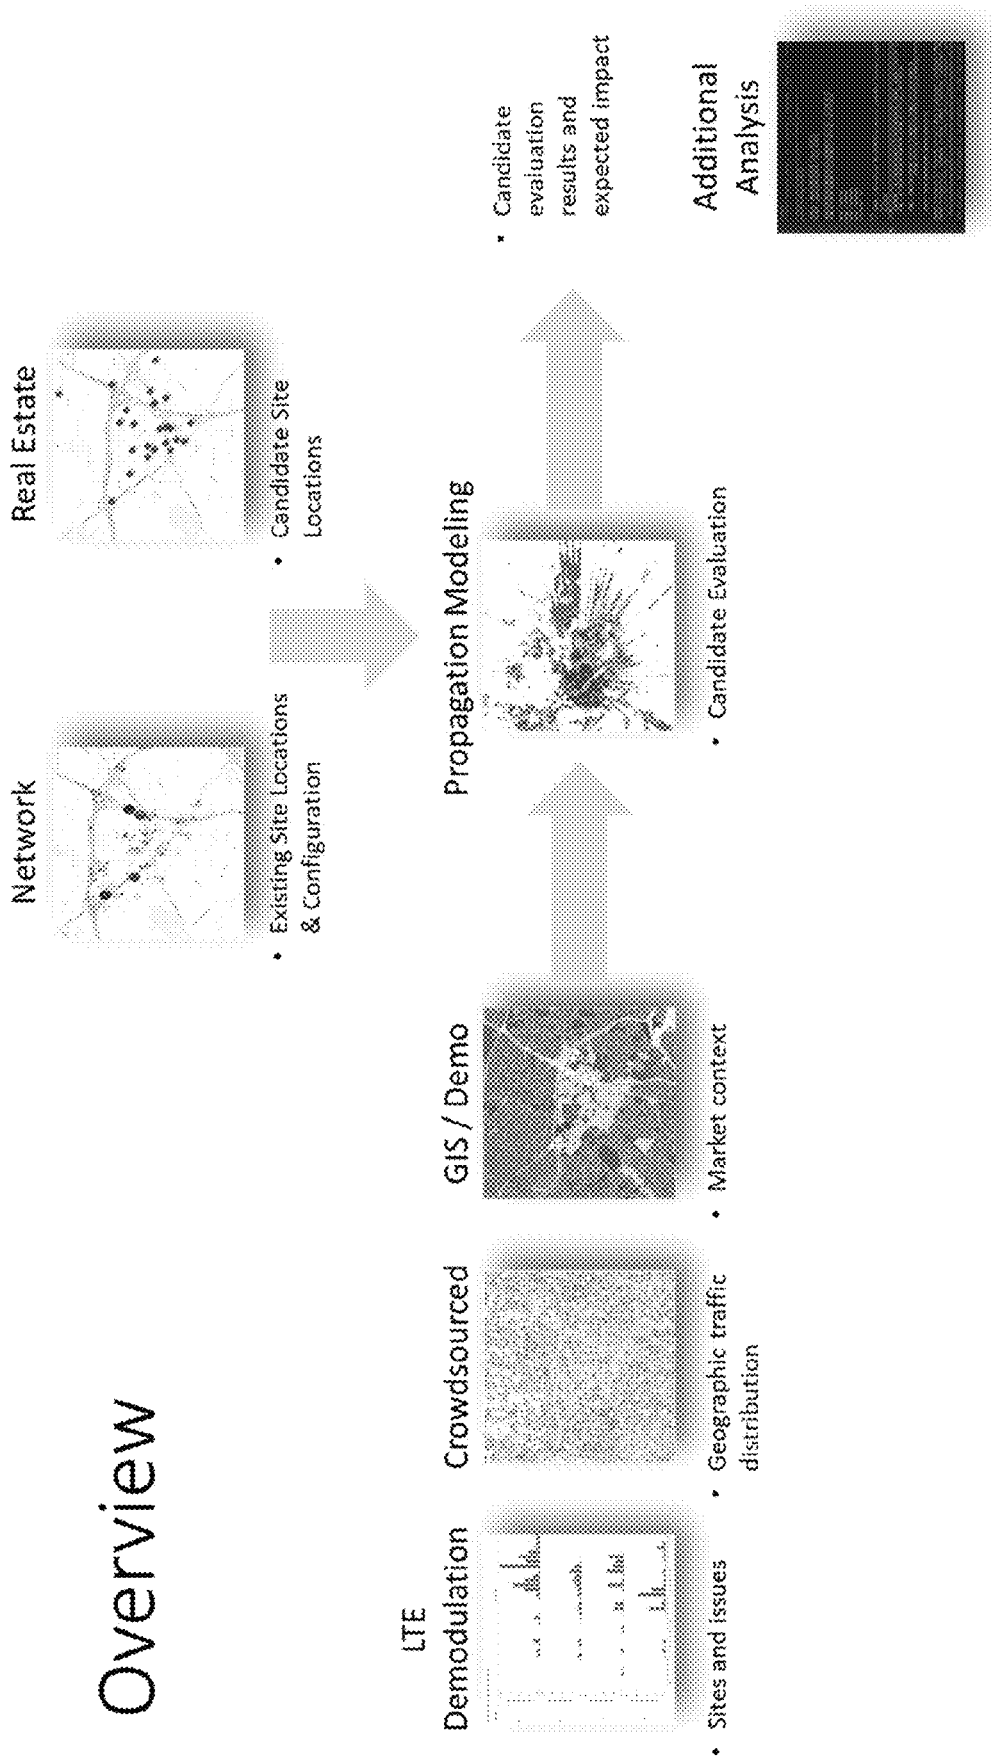 Overview
Network
• Existing Site Locations
& Configuration
Real Estate
• Candidate Site
Locations
LTE
Demodulation
• Sites and issues
Crowdsourced
• Geographic traffic
distribution
GIS / Demo
• Market context
Propagation Modeling
• Candidate Evaluation
• Candidate
evaluation
results and
expected impact
Additional
Analysis